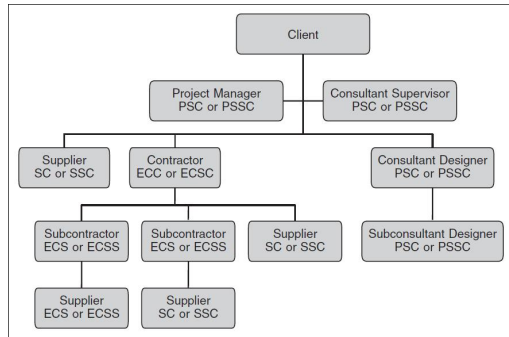 Client
Project Manager
PSC or PSSC
Consultant Supervisor
PSC or PSSC
Supplier
SC or SSC
Contractor
ECC or ECSC
Consultant Designer
PSC or PSSC
Subcontractor
ECS or ECSS
Subcontractor
ECS or ECSS
Supplier
SC or SSC
Subconsultant Designer
PSC or PSSC
Supplier
ECS or ECSS
Supplier
SC or SSC